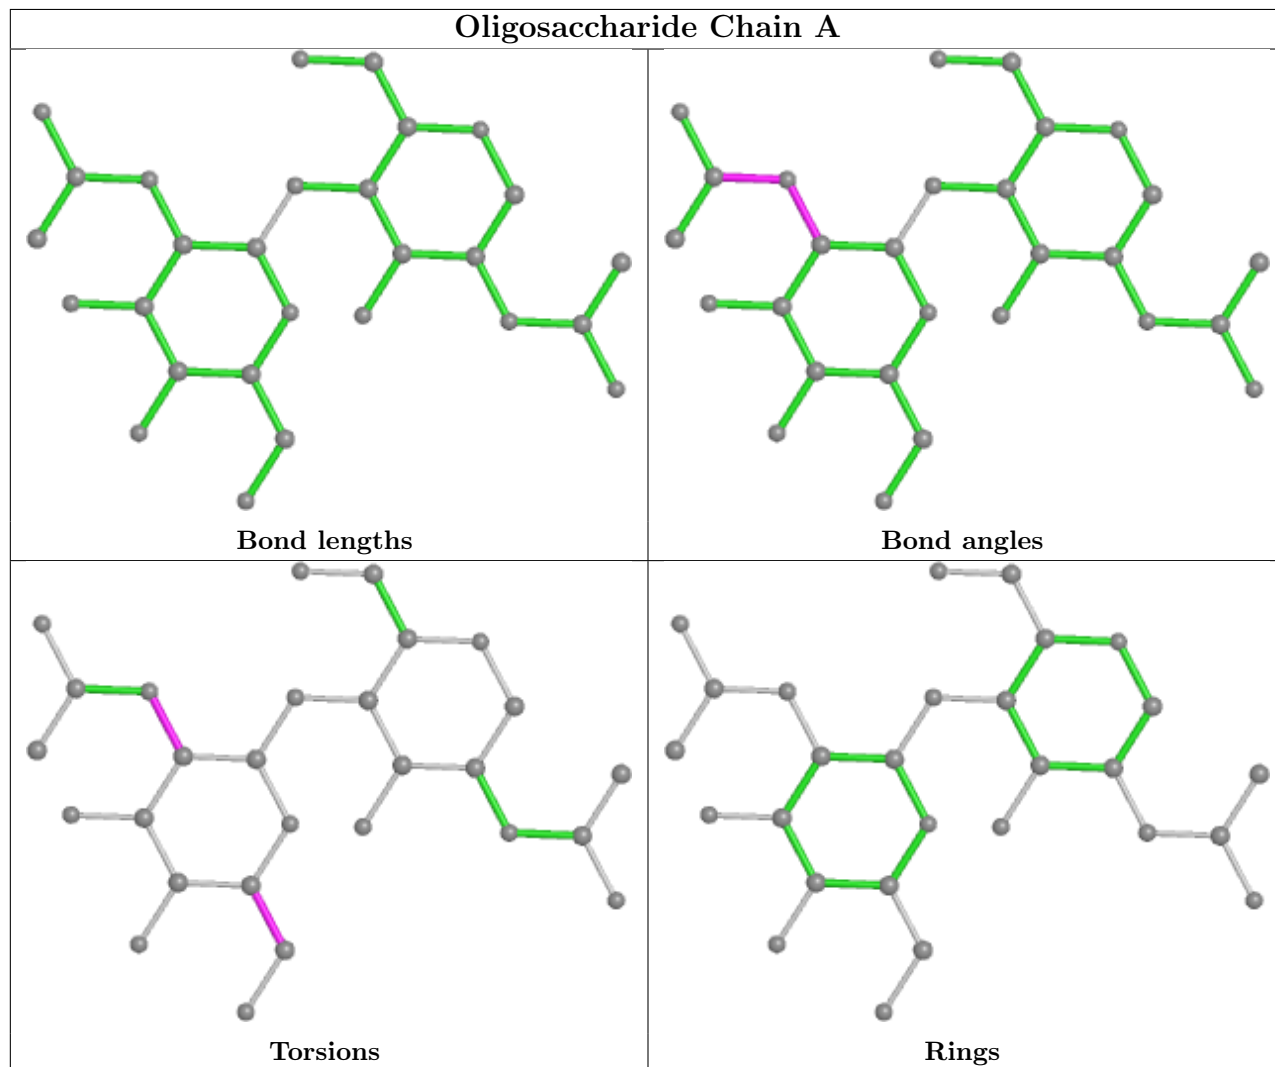 Oligosaccharide Chain A
Bond lengths
Bond angles
Torsions
Rings